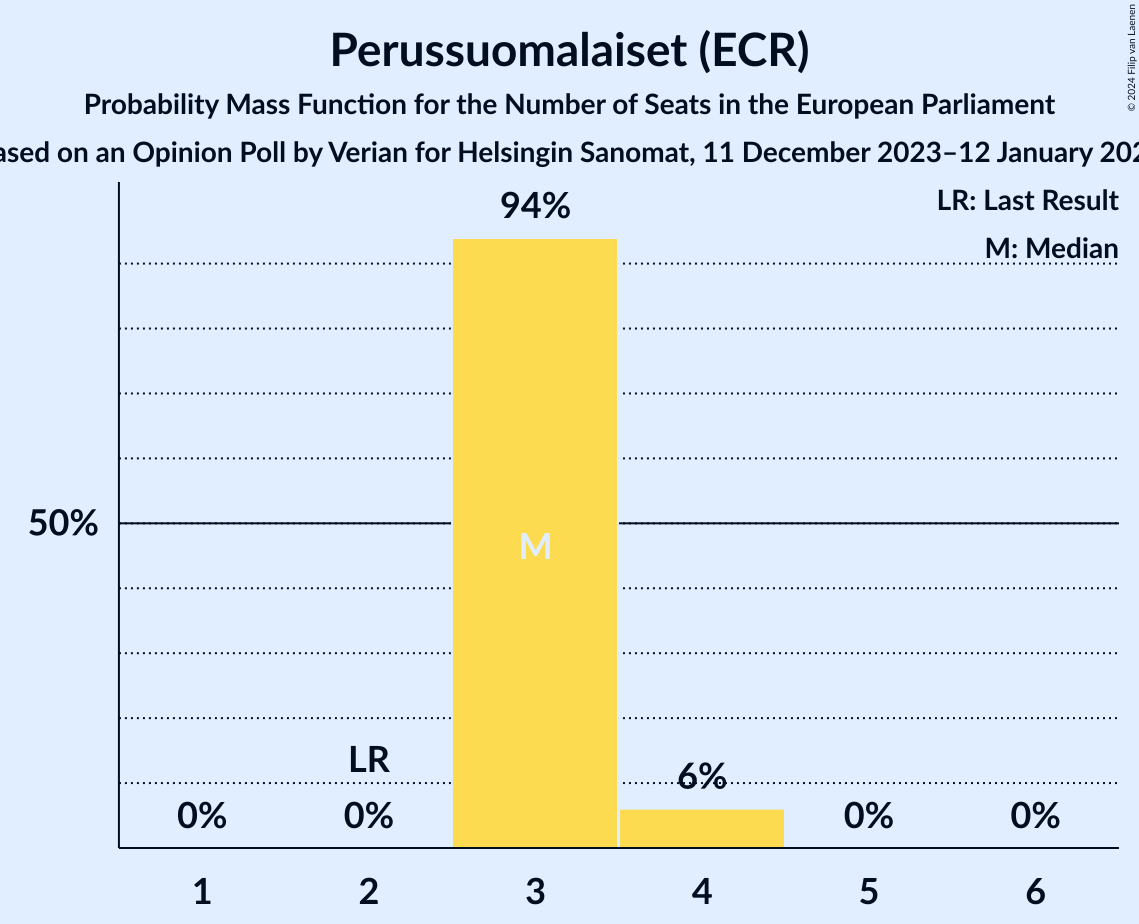 Perussuomalaiset (ECR)
Probability Mass Function for the Number of Seats in the European Parliament
ased on an Opinion Poll by Verian for Helsingin Sanomat, 11 December 2023–12 January 202
© 2024 Filip van Laenen
LR: Last Result
M: Median
94%
50%
M
LR
6%
0% 0% 0% 0%
1 2 3 4 5 6